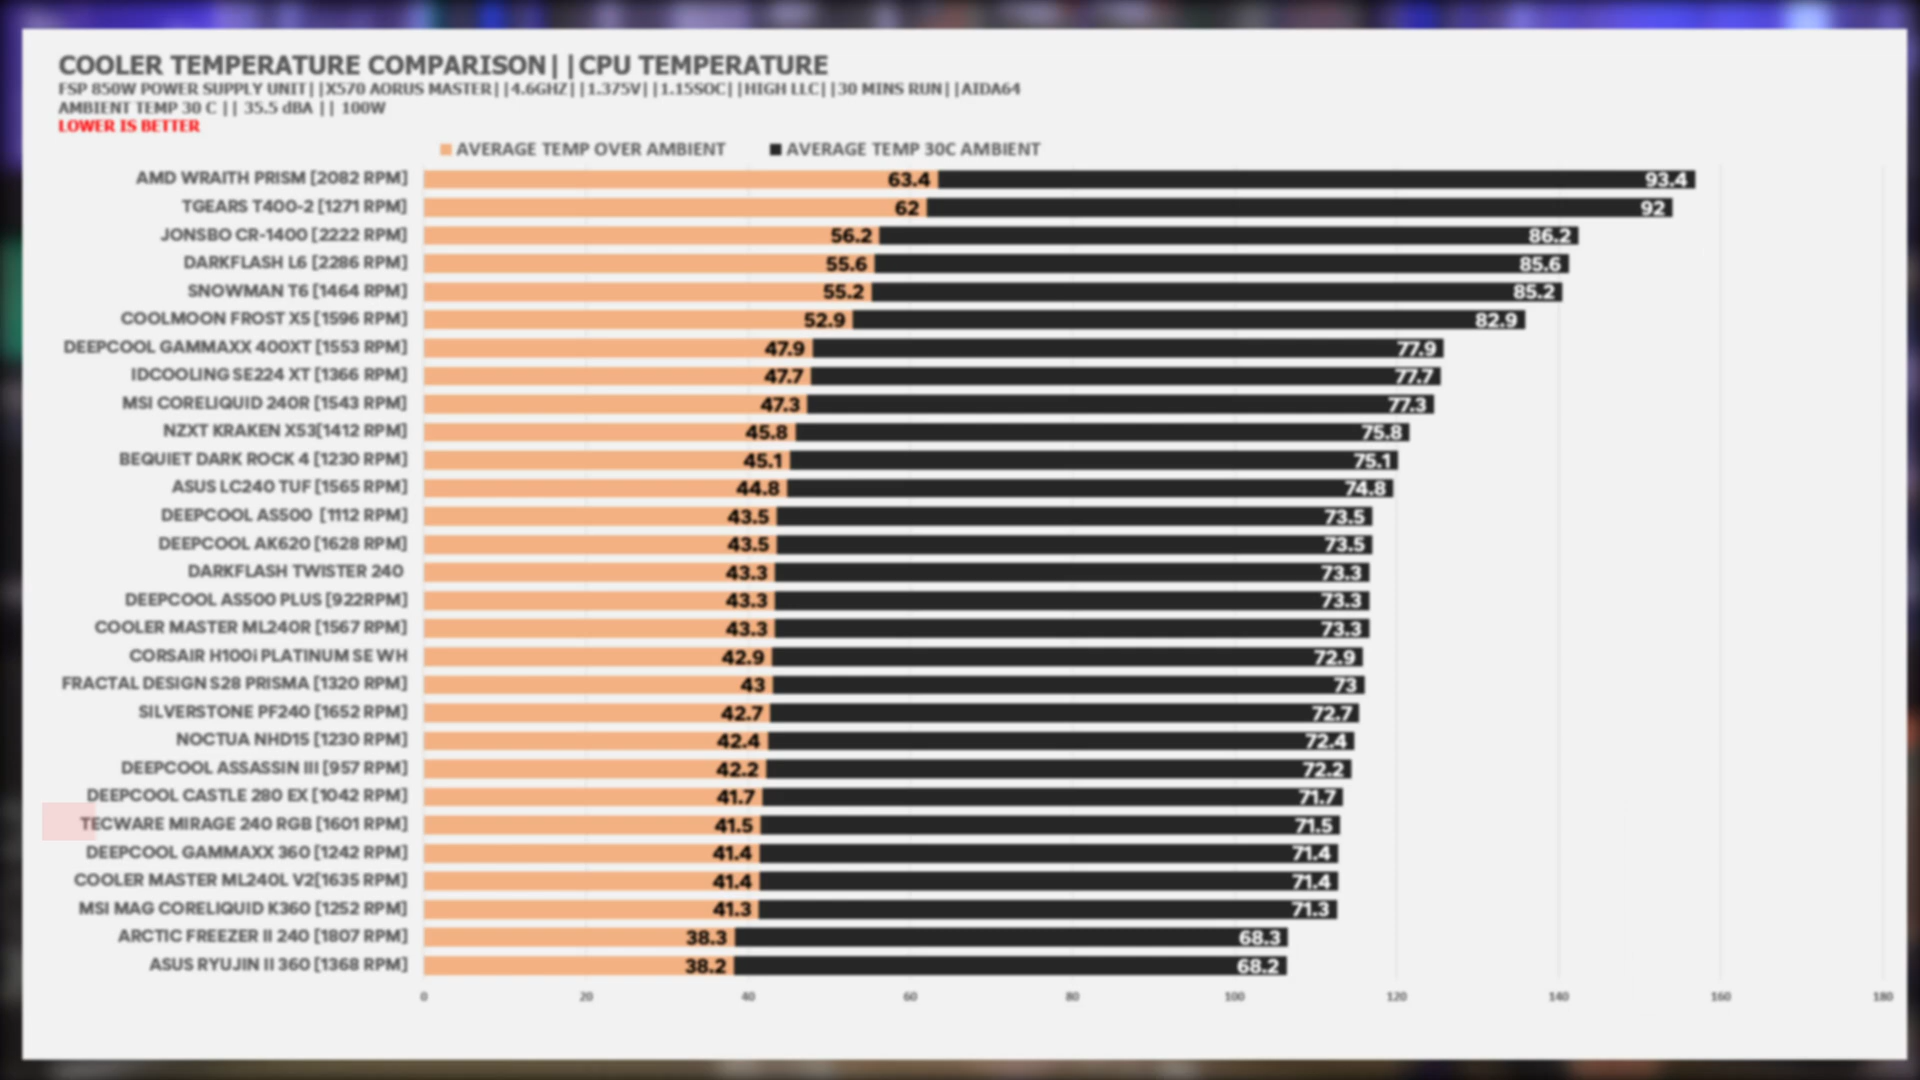 COOLER TEMPERATURE COMPARISON||CPU TEMPERATURE
FSP 850W POWER SUPPLY UNIT||X570 AORUS MASTER||4.6GHZ||1.375V||1.15SOC||HIGH LLC||30 MINS RUN||AIDA64
AMBIENT TEMP 30 C || 35.5 dBA || 100W
LOWER IS BETTER
AVERAGE TEMP OVER AMBIENT AVERAGE TEMP 30C AMBIENT
AMD WRAITH PRISM [2082 RPM] 63.4 93.4
TGEARS T400-2 [1271 RPM] 62 92
JONSBO CR-1400 [2222 RPM] 56.2 86.2
DARKFLASH L6 [2286 RPM] 55.6 85.6
SNOWMAN T6 [1464 RPM] 55.2 85.2
COOLMOON FROST X5 [1596 RPM] 52.9 82.9
DEEPCOOL GAMMAXX 400XT [1553 RPM] 47.9 77.9
IDCOOLING SE224 XT [1366 RPM] 47.7 77.7
MSI CORELIQUID 240R [1543 RPM] 47.3 77.3
NZXT KRAKEN X53[1412 RPM] 45.8 75.8
BEQUIET DARK ROCK 4 [1230 RPM] 45.1 75.1
ASUS LC240 TUF [1565 RPM] 44.8 74.8
DEEPCOOL AS500 [1112 RPM] 43.5 73.5
DEEPCOOL AK620 [1628 RPM] 43.5 73.5
DARKFLASH TWISTER 240 43.3 73.3
DEEPCOOL AS500 PLUS [922RPM] 43.3 73.3
COOLER MASTER ML240R [1567 RPM] 43.3 73.3
CORSAIR H100i PLATINUM SE WH 42.9 72.9
FRACTAL DESIGN S28 PRISMA [1320 RPM] 43 73
SILVERSTONE PF240 [1652 RPM] 42.7 72.7
NOCTUA NHD15 [1230 RPM] 42.4 72.4
DEEPCOOL ASSASSIN III [957 RPM] 42.2 72.2
DEEPCOOL CASTLE 280 EX [1042 RPM] 41.7 71.7
TECWARE MIRAGE 240 RGB [1601 RPM] 41.5 71.5
DEEPCOOL GAMMAXX 360 [1242 RPM] 41.4 71.4
COOLER MASTER ML240L V2[1635 RPM] 41.4 71.4
MSI MAG CORELIQUID K360 [1252 RPM] 41.3 71.3
ARCTIC FREEZER II 240 [1807 RPM] 38.3 68.3
ASUS RYUJIN II 360 [1368 RPM] 38.2 68.2
0 20 40 60 80 100 120 140 160 180